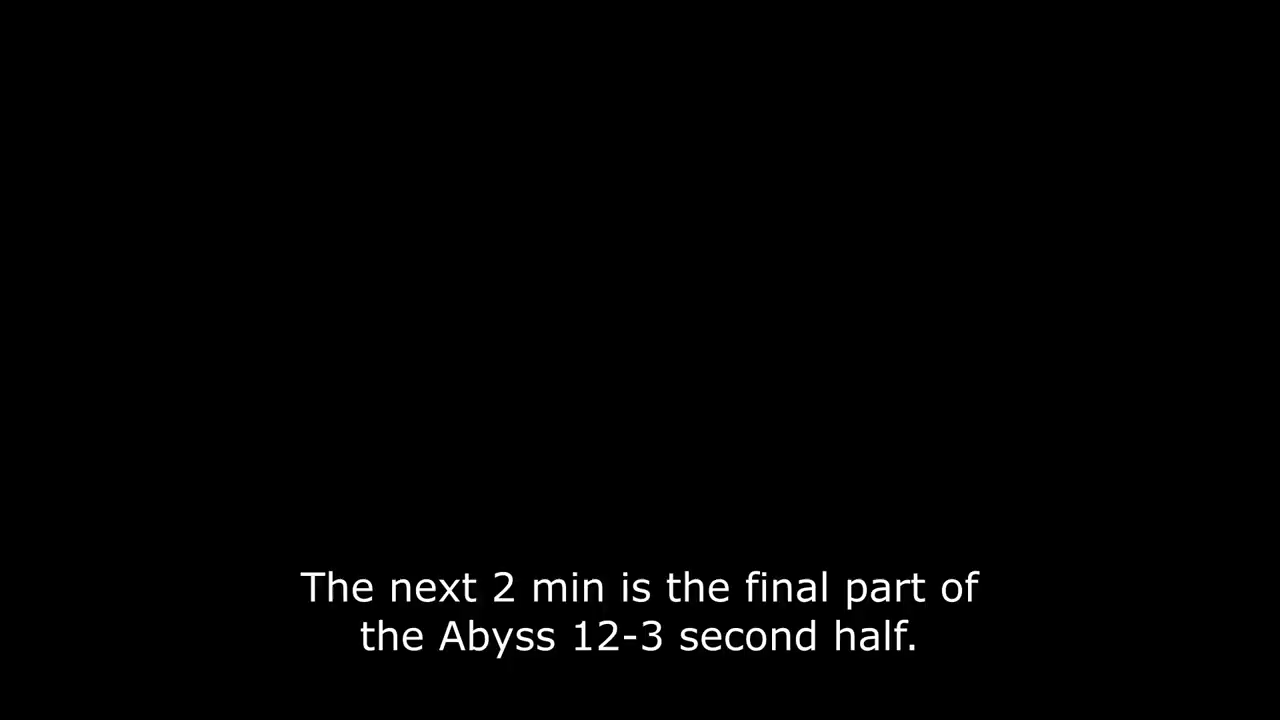 The next 2 min is the final part of
the Abyss 12-3 second half.